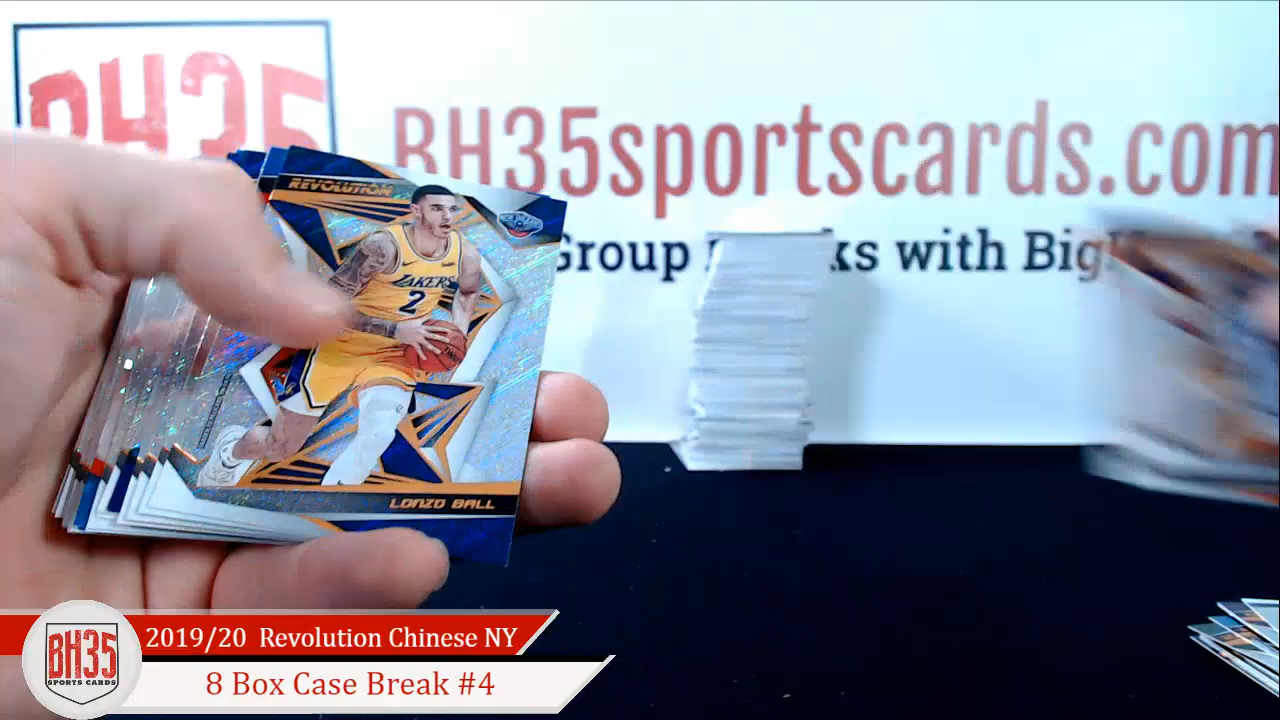 BH35
BH35sportscards.com
Group
ks with Big
REVOLUTION
LAKERS
2
LONZO BALL
BH35
SPORTS CARDS
2019/20 Revolution Chinese NY
8 Box Case Break #4